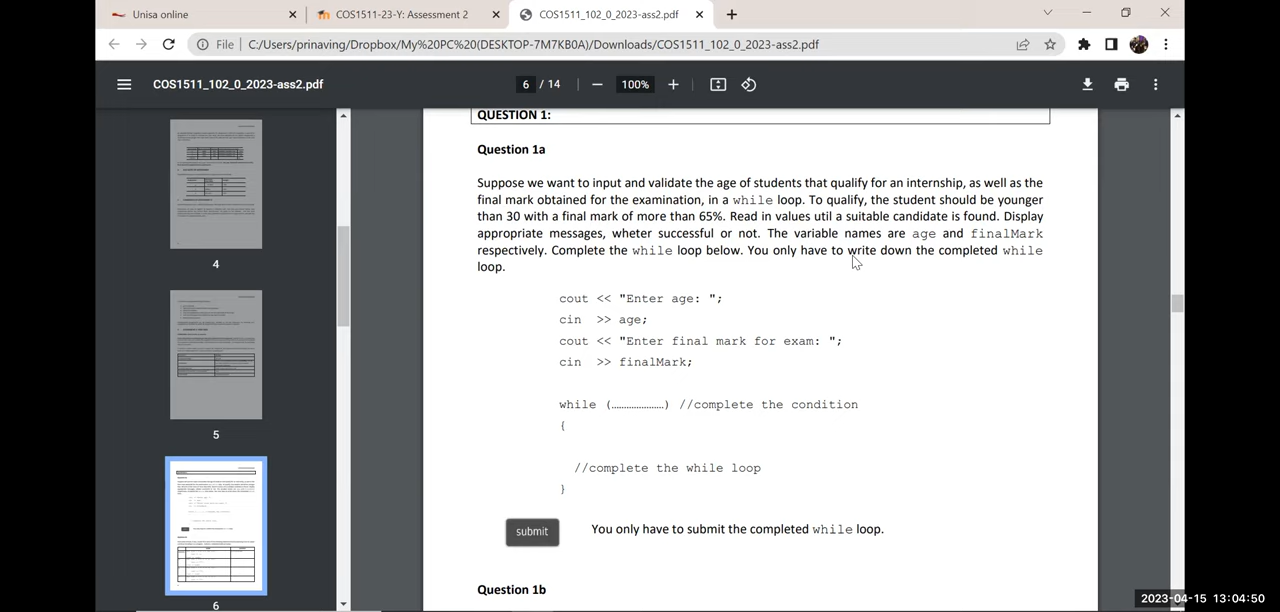 Unisa online
COS1511-23-Y: Assessment 2
COS1511_102_0_2023-ass2.pdf
File
C:/Users/prinaving/Dropbox/My%20PC%20(DESKTOP-7M7KB0A)/Downloads/COS1511_102_0_2023-ass2.pdf
COS1511_102_0_2023-ass2.pdf
6 / 14
100%
4
5
6
QUESTION 1:
Question 1a
Suppose we want to input and validate the age of students that qualify for an internship, as well as the
final mark obtained for the examination, in a while loop. To qualify, the student should be younger
than 30 with a final mark of more than 65%. Read in values util a suitable candidate is found. Display
appropriate messages, wheter successful or not. The variable names are age and finalMark
respectively. Complete the while loop below. You only have to write down the completed while
loop.
cout << "Enter age: ";
cin >> age;
cout << "Enter final mark for exam: ";
cin >> finalMark;
while (…………………) //complete the condition
{
//complete the while loop
}
submit
You only have to submit the completed while loop.
Question 1b
2023-04-15 13:04:50